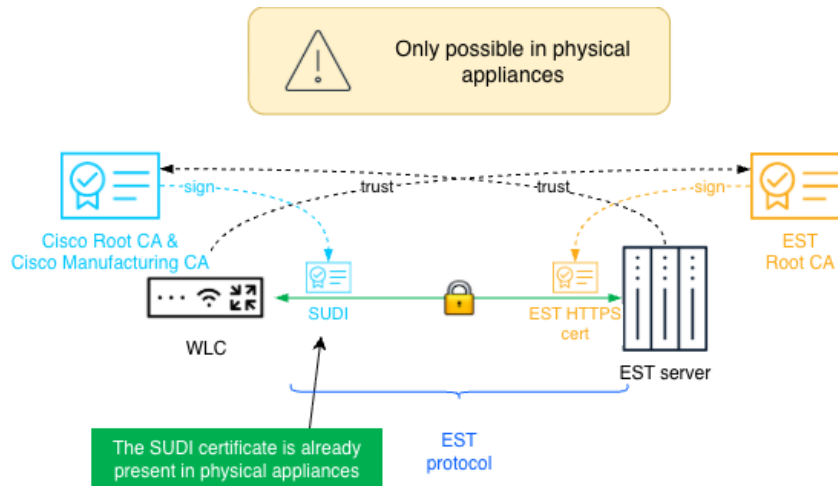 Only possible in physical
appliances
trust
trust
sign
sign
Cisco Root CA &
Cisco Manufacturing CA
EST
Root CA
SUDI
EST HTTPS
cert
WLC
EST server
The SUDI certificate is already
present in physical appliances
EST
protocol